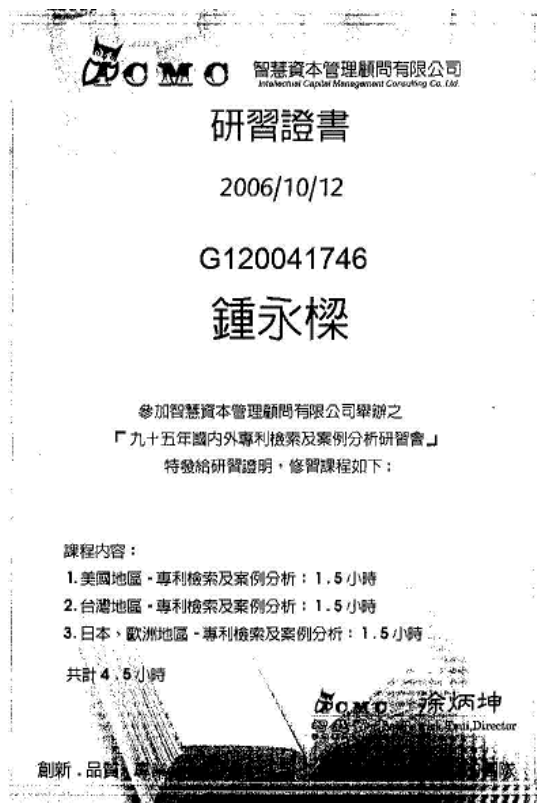 ICMC 智慧資本管理顧問有限公司
Intellectual Capital Management Consulting Co., Ltd.
研習證書
2006/10/12
G120041746
鍾永樑
參加智慧資本管理顧問有限公司舉辦之
「九十五年國內外專利檢索及案例分析研習會」
特發給研習證明，修習課程如下：
課程內容：
1.美國地區-專利檢索及案例分析：1.5小時
2.台灣地區-專利檢索及案例分析：1.5小時
3.日本、歐洲地區-專利檢索及案例分析：1.5小時
共計4.5小時
ICMC 徐炳坤
Tsui,Director
創新.品質